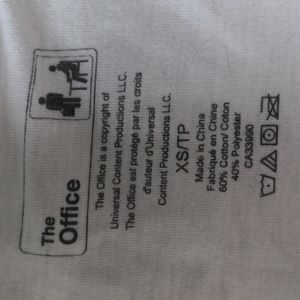 The
Office
The Office is a copyright of
Universal Content Productions LLC.
The Office est protégé par les droits
d'auteur d'Universal
Content Productions LLC.
XS/TP
Made in China
Fabriqué en Chine
60% Cotton/ Coton
40% Polyester
CA33990